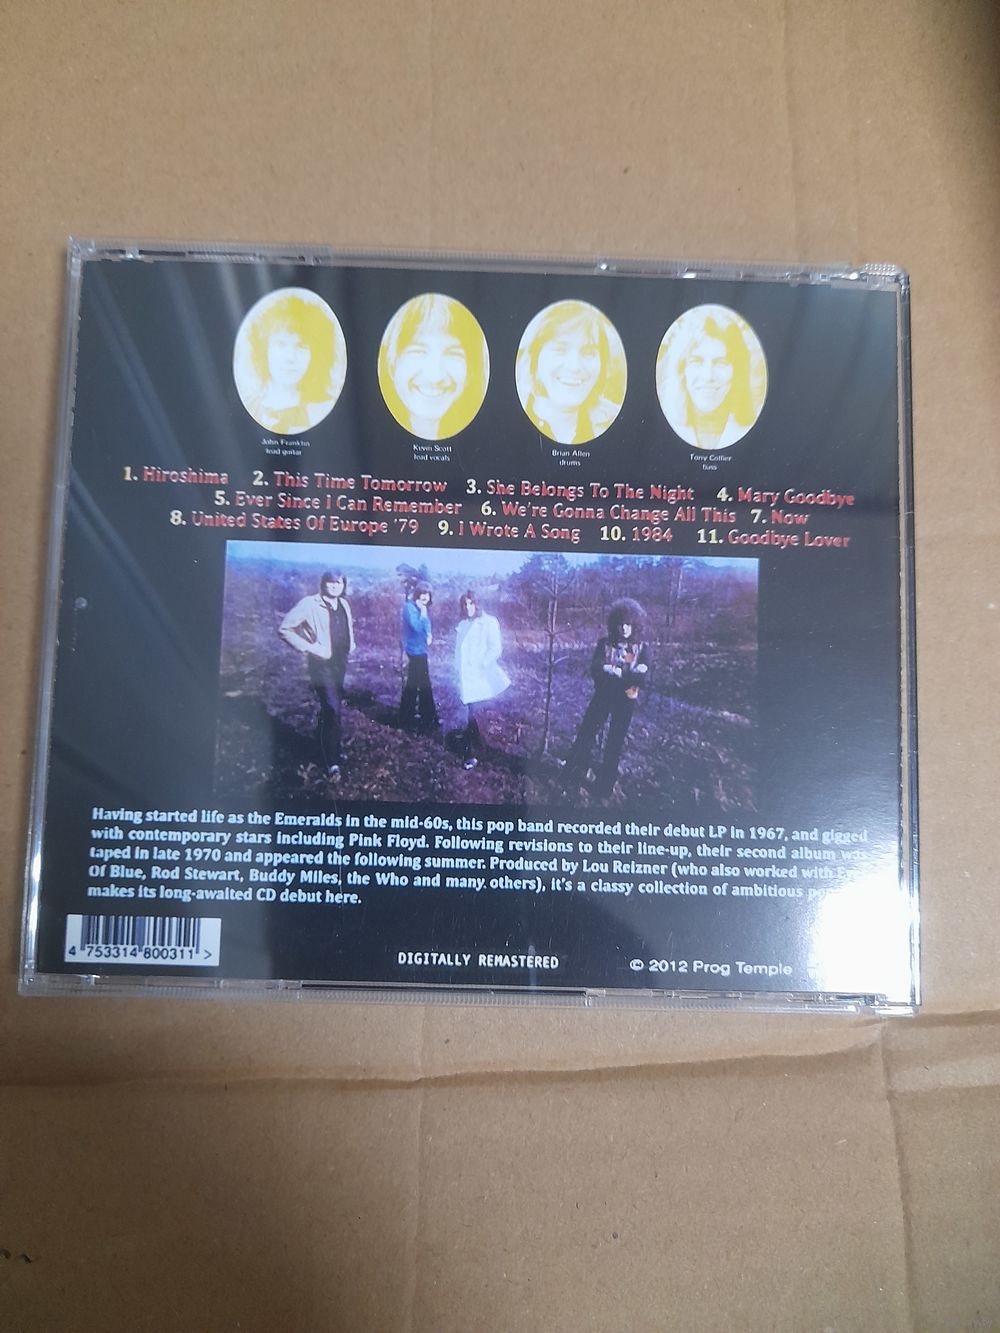 John Franklin
lead guitar
Kevin Scott
lead vocals
Brian Allen
drums
Tony Collier
bass
1. Hiroshima 2. This Time Tomorrow 3. She Belongs To The Night 4. Mary Goodbye
5. Ever Since I Can Remember 6. We're Gonna Change All This 7. Now
8. United States Of Europe '79 9. I Wrote A Song 10. 1984 11. Goodbye Lover
Having started life as the Emeralds in the mid-60s, this pop band recorded their debut LP in 1967, and gigged
with contemporary stars including Pink Floyd. Following revisions to their line-up, their second album was
taped in late 1970 and appeared the following summer. Produced by Lou Reizner (who also worked with
Of Blue, Rod Stewart, Buddy Miles, the Who and many others), it's a classy collection of ambitious
makes its long-awaited CD debut here.
4 753314 800311 >
DIGITALLY REMASTERED
© 2012 Prog Temple